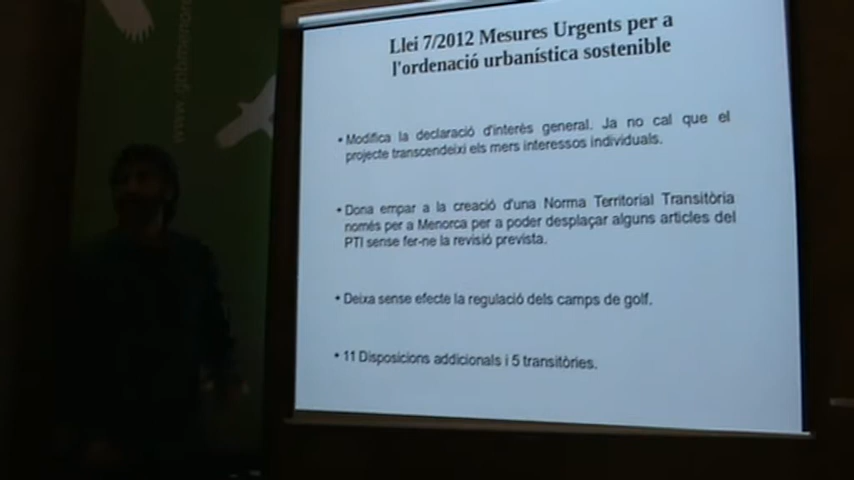 www.gobmenorc
Llei 7/2012 Mesures Urgents per a
l'ordenació urbanística sostenible
• Modifica la declaració d'interès general. Ja no cal que el
projecte transcendeixi els mers interessos individuals.
• Dona empar a la creació d'una Norma Territorial Transitòria
només per a Menorca per a poder desplaçar alguns articles del
PTI sense fer-ne la revisió prevista.
• Deixa sense efecte la regulació dels camps de golf.
• 11 Disposicions addicionals i 5 transitòries.